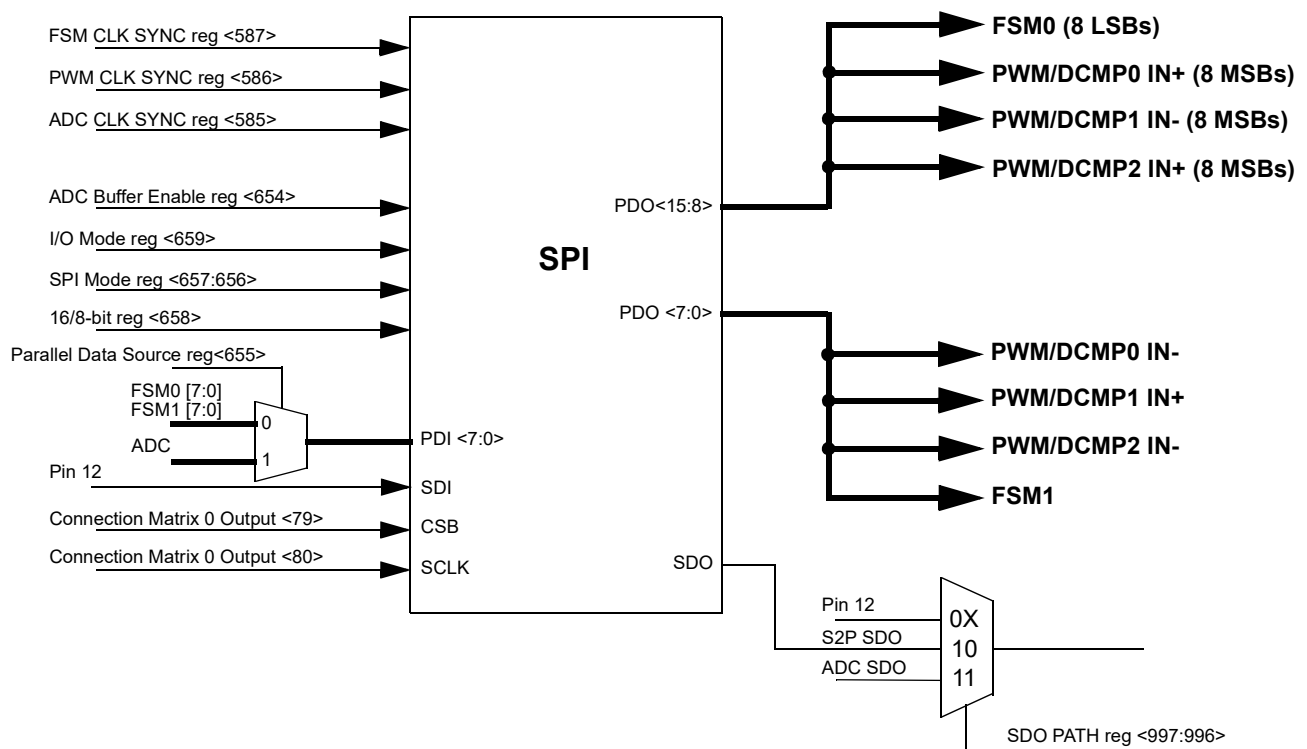 FSM CLK SYNC reg <587>
PWM CLK SYNC reg <586>
ADC CLK SYNC reg <585>
ADC Buffer Enable reg <654>
I/O Mode reg <659>
SPI Mode reg <657:656>
16/8-bit reg <658>
Parallel Data Source reg<655>
FSM0 [7:0]
FSM1 [7:0]
0
ADC
1
Pin 12
Connection Matrix 0 Output <79>
Connection Matrix 0 Output <80>
PDI <7:0>
SDI
CSB
SCLK
SPI
PDO<15:8>
PDO <7:0>
SDO
FSM0 (8 LSBs)
PWM/DCMP0 IN+ (8 MSBs)
PWM/DCMP1 IN- (8 MSBs)
PWM/DCMP2 IN+ (8 MSBs)
PWM/DCMP0 IN-
PWM/DCMP1 IN+
PWM/DCMP2 IN-
FSM1
Pin 12
S2P SDO
ADC SDO
0X
10
11
SDO PATH reg <997:996>